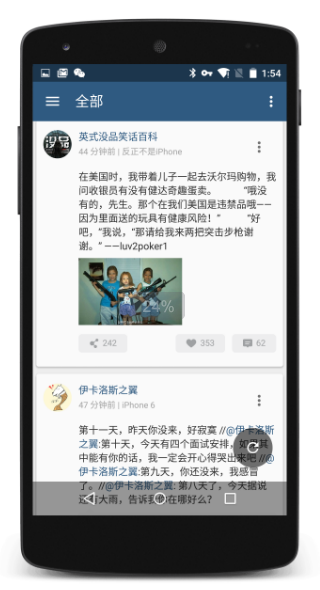 1:54
全部
英式没品笑话百科
44 分钟前 | 反正不是iPhone
没品
在美国时，我带着儿子一起去沃尔玛购物，我
问收银员有没有健达奇趣蛋卖。 “哦没
有的，先生。那个在我们美国是违禁品哦——
因为里面送的玩具有健康风险！” “好
吧，”我说，“那请给我来两把突击步枪谢
谢。” ——luv2poker1
24%
242
353
62
伊卡洛斯之翼
47 分钟前 | iPhone 6
第十一天，昨天你没来，好寂寞 //@伊卡洛斯
之翼:第十天，今天有四个面试安排，如
中能有你的话，我一定会开心得哭出来吧 //@
伊卡洛斯之翼:第九天，你还没来，我感冒
了。//@伊卡洛斯之翼: 第八天了，今天据说
还有大雨，告诉我你在哪好么?